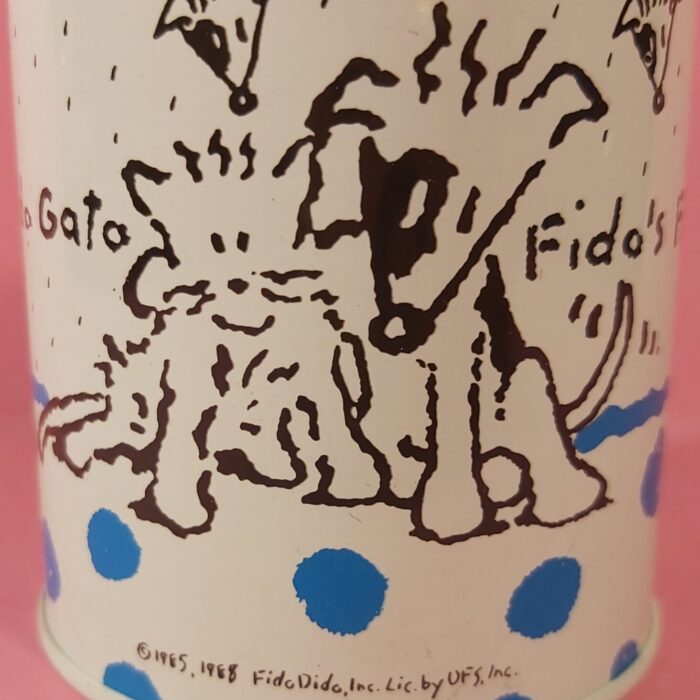 Gato
Fido's
©1985, 1988 FidoDido, Inc. Lic. by UFS, Inc.